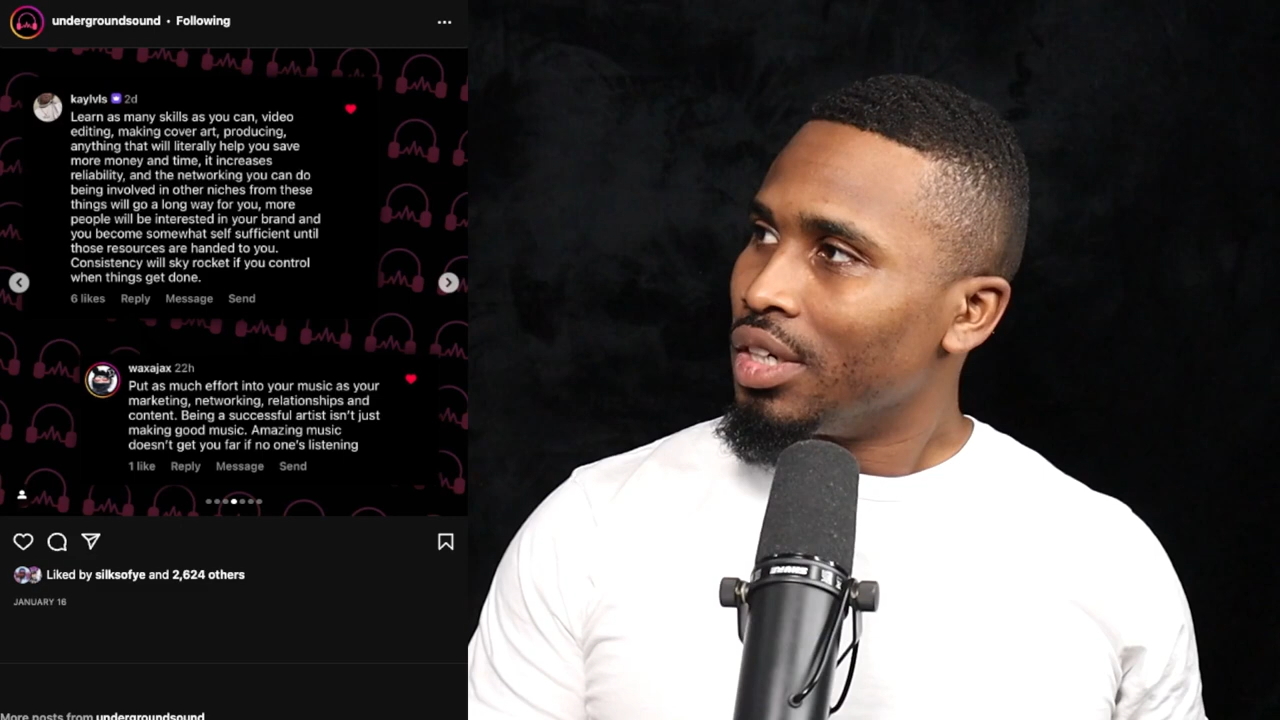 undergroundsound • Following
kaylvls 2d
Learn as many skills as you can, video
editing, making cover art, producing,
anything that will literally help you save
more money and time, it increases
reliability, and the networking you can do
being involved in other niches from these
things will go a long way for you, more
people will be interested in your brand and
you become somewhat self sufficient until
those resources are handed to you.
Consistency will sky rocket if you control
when things get done.
6 likes Reply Message Send
waxajax 22h
Put as much effort into your music as your
marketing, networking, relationships and
content. Being a successful artist isn't just
making good music. Amazing music
doesn't get you far if no one's listening
1 like Reply Message Send
Liked by silksofye and 2,624 others
JANUARY 16
More posts from undergroundsound
SHURE